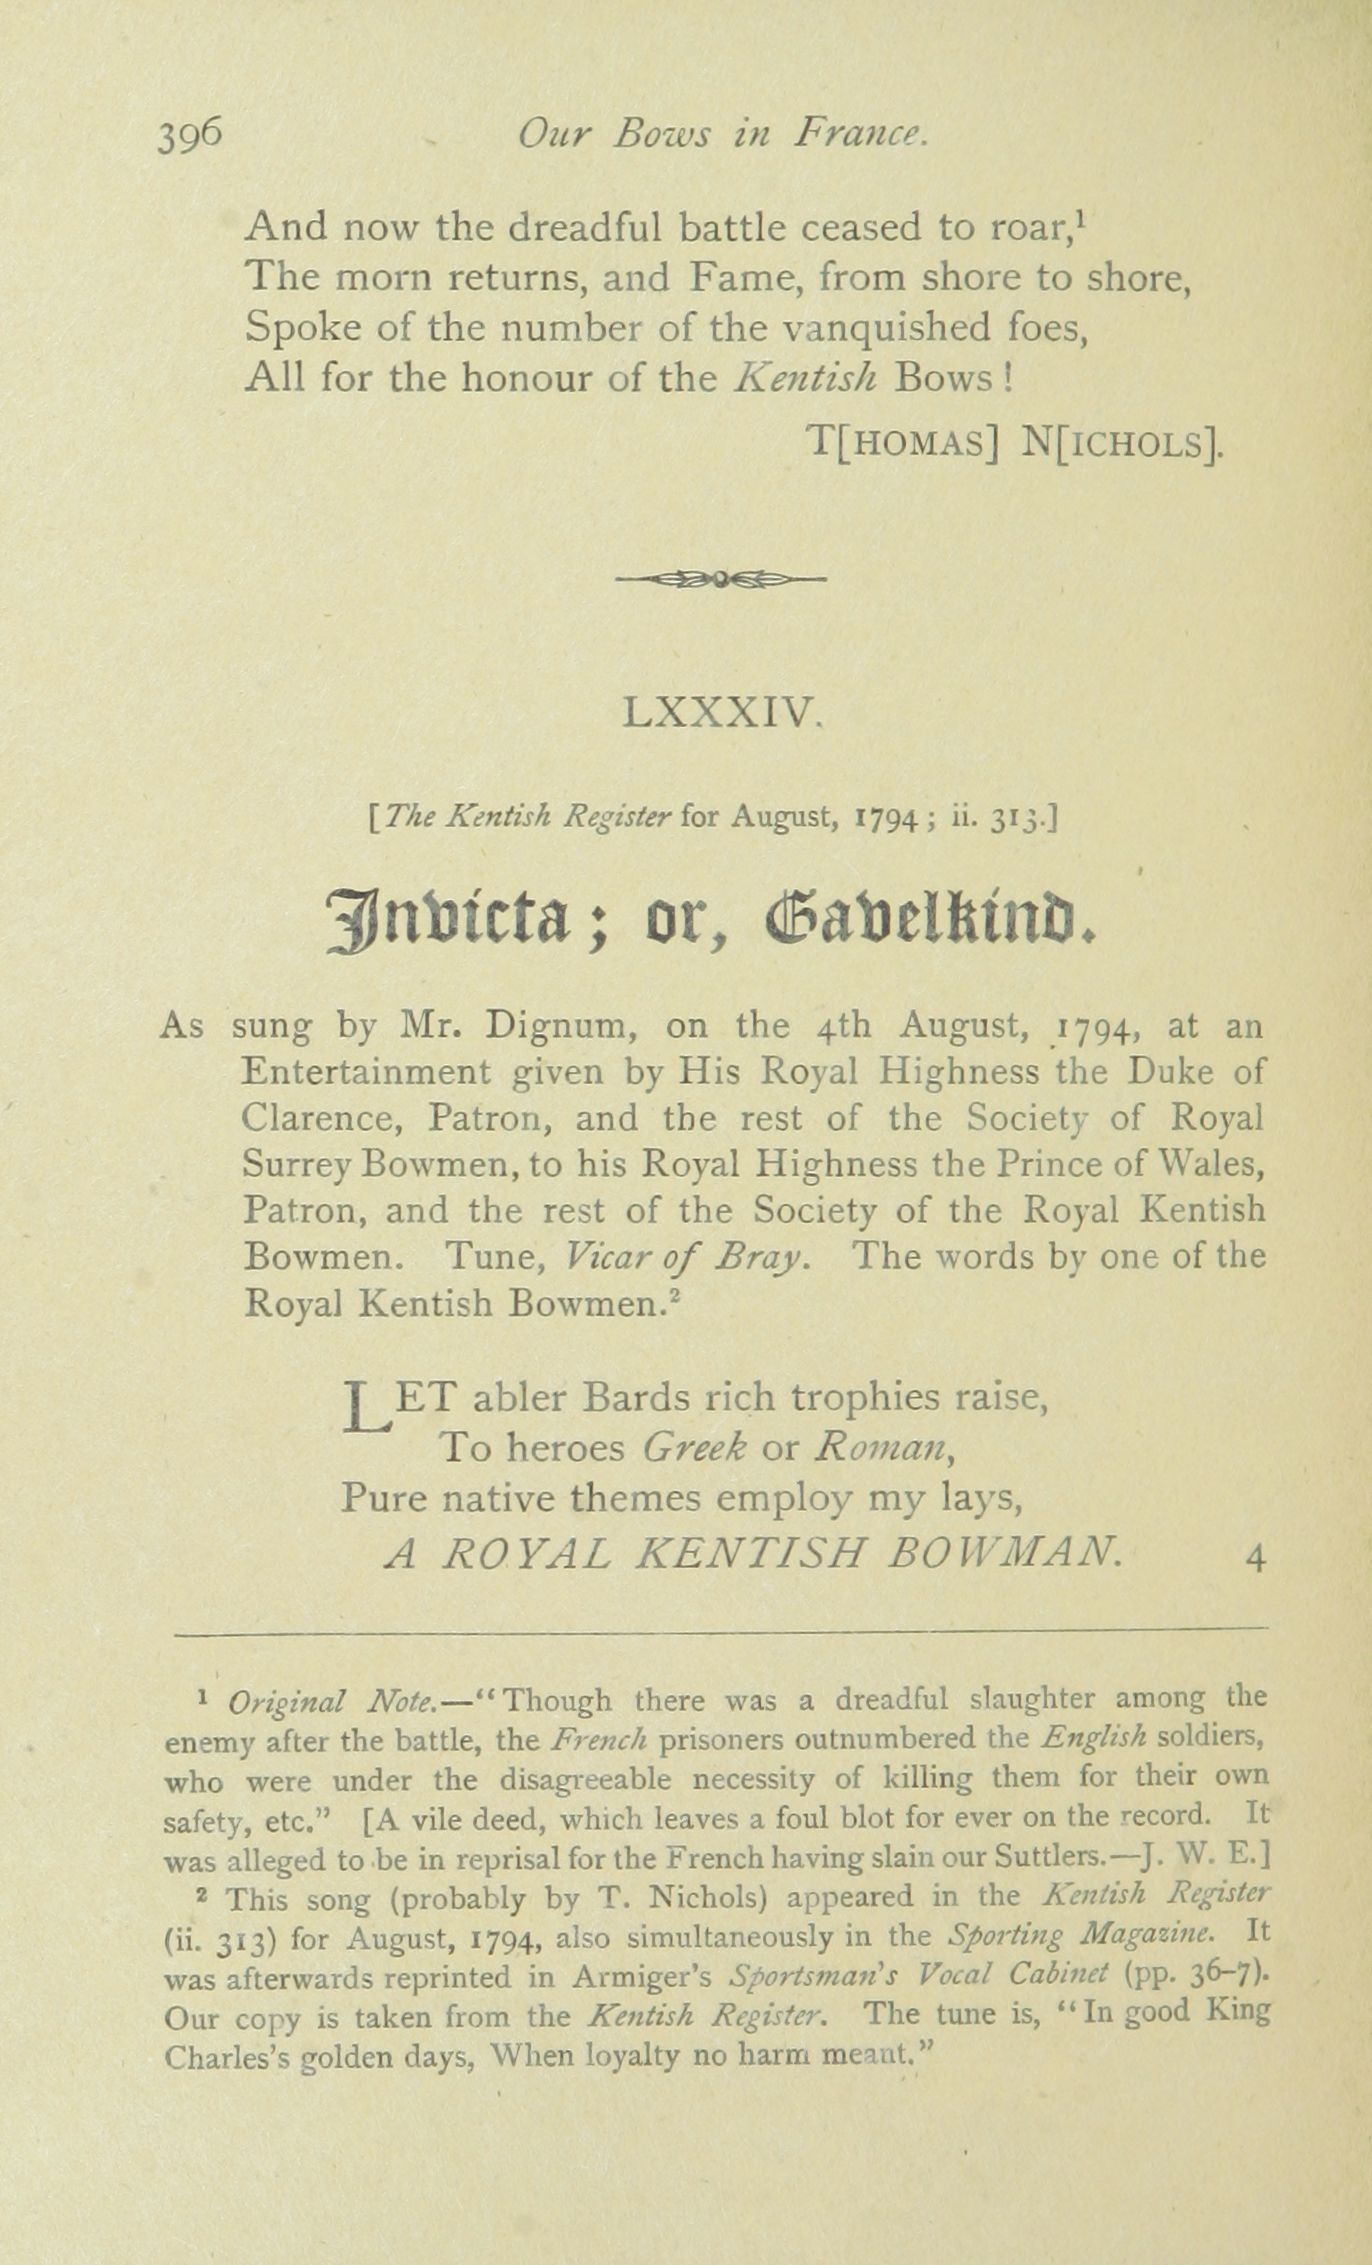 396
Our Bows in France.
And now the dreadful battle ceased to roar,¹
The morn returns, and Fame, from shore to shore,
Spoke of the number of the vanquished foes,
All for the honour of the Kentish Bows !
T[HOMAS] N[ICHOLS].
LXXXIV.
[The Kentish Register for August, 1794 ; ii. 313.]
Invicta ; or, Gavelkind.
As sung by Mr. Dignum, on the 4th August, 1794, at an
Entertainment given by His Royal Highness the Duke of
Clarence, Patron, and the rest of the Society of Royal
Surrey Bowmen, to his Royal Highness the Prince of Wales,
Patron, and the rest of the Society of the Royal Kentish
Bowmen. Tune, Vicar of Bray. The words by one of the
Royal Kentish Bowmen.²
LET abler Bards rich trophies raise,
To heroes Greek or Roman,
Pure native themes employ my lays,
A ROYAL KENTISH BOWMAN. 4
¹ Original Note.—“Though there was a dreadful slaughter among the
enemy after the battle, the French prisoners outnumbered the English soldiers,
who were under the disagreeable necessity of killing them for their own
safety, etc.” [A vile deed, which leaves a foul blot for ever on the record. It
was alleged to be in reprisal for the French having slain our Suttlers.—J. W. E.]
² This song (probably by T. Nichols) appeared in the Kentish Register
(ii. 313) for August, 1794, also simultaneously in the Sporting Magazine. It
was afterwards reprinted in Armiger’s Sportsman’s Vocal Cabinet (pp. 36–7).
Our copy is taken from the Kentish Register. The tune is, “In good King
Charles’s golden days, When loyalty no harm meant.”